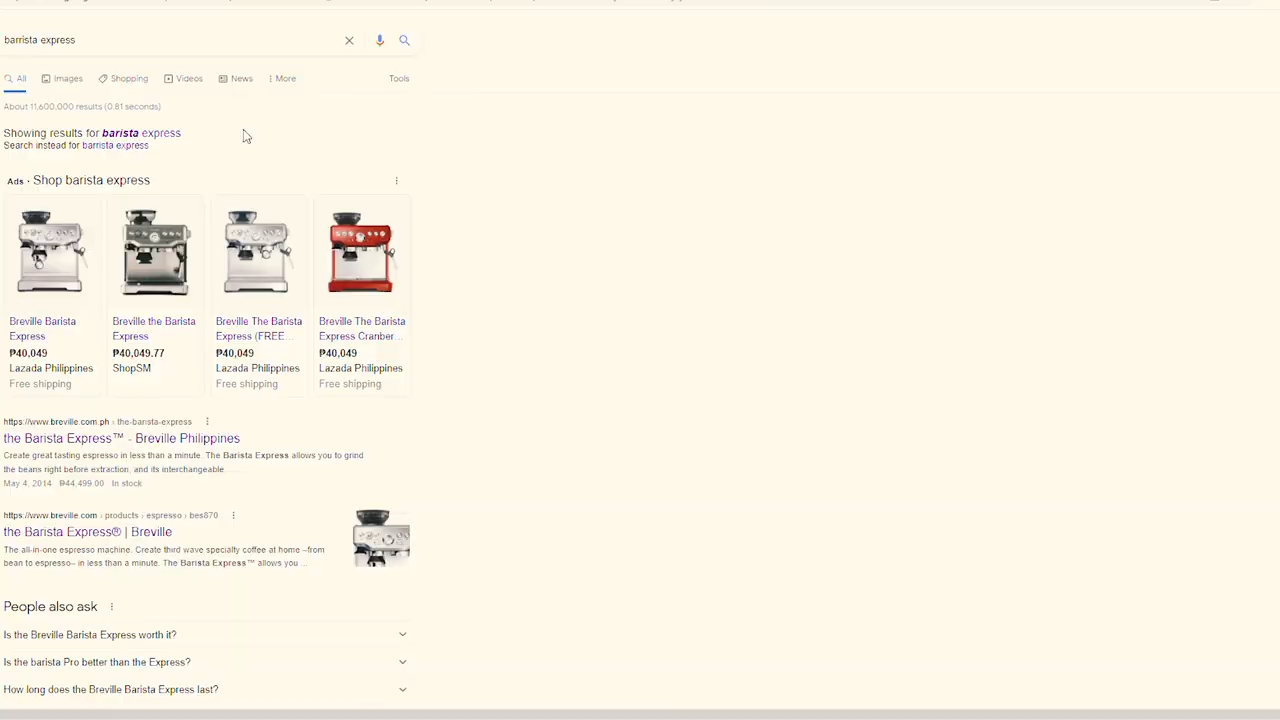 barrista express
All
Images
Shopping
Videos
News
More
Tools
About 11,600,000 results (0.81 seconds)
Showing results for barista express
Search instead for barrista express
Ads · Shop barista express
Breville Barista
Express
₱40,049
Lazada Philippines
Free shipping
Breville the Barista
Express
₱40,049.77
ShopSM
Breville The Barista
Express (FREE...
₱40,049
Lazada Philippines
Free shipping
Breville The Barista
Express Cranber...
₱40,049
Lazada Philippines
Free shipping
https://www.breville.com.ph › the-barista-express
the Barista Express™ - Breville Philippines
Create great tasting espresso in less than a minute. The Barista Express allows you to grind
the beans right before extraction, and its interchangeable...
May 4, 2014 ₱44,499.00 In stock
https://www.breville.com › products › espresso › bes870
the Barista Express® | Breville
The all-in-one espresso machine. Create third wave specialty coffee at home –from
bean to espresso– in less than a minute. The Barista Express™ allows you ...
People also ask
Is the Breville Barista Express worth it?
Is the barista Pro better than the Express?
How long does the Breville Barista Express last?